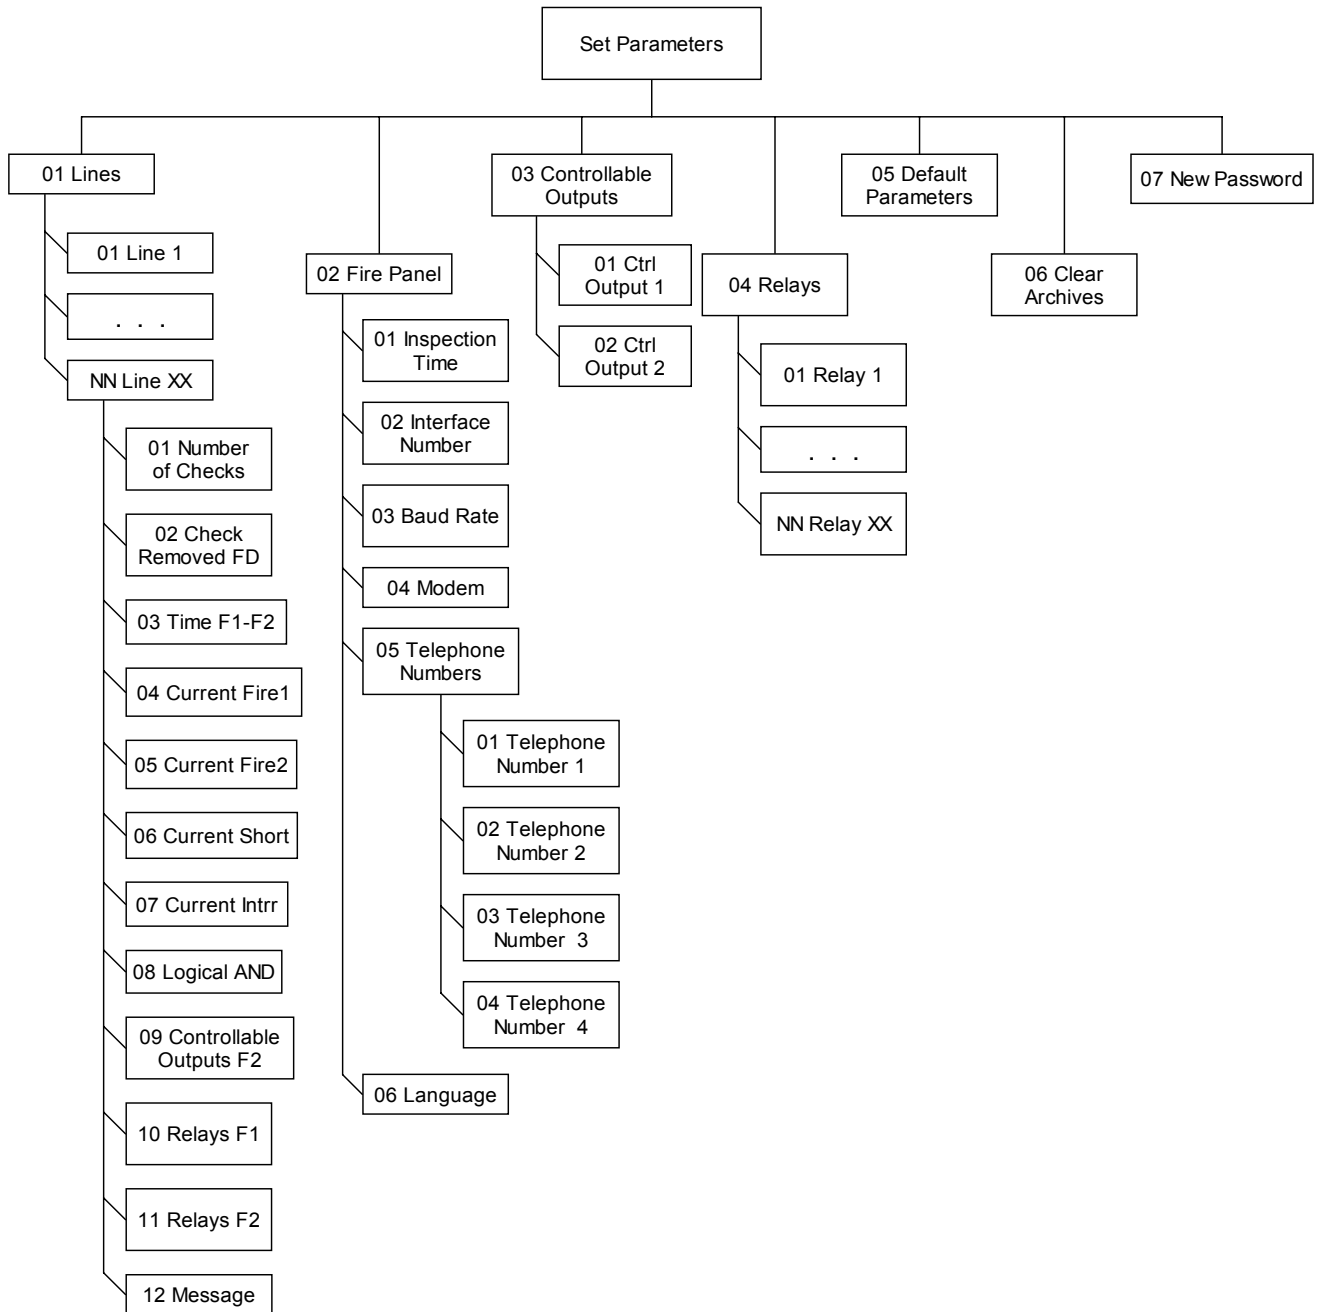 Set Parameters
01 Lines
01 Line 1
. . .
NN Line XX
01 Number
of Checks
02 Check
Removed FD
03 Time F1-F2
04 Current Fire1
05 Current Fire2
06 Current Short
07 Current Intrr
08 Logical AND
09 Controllable
Outputs F2
10 Relays F1
11 Relays F2
12 Message
02 Fire Panel
01 Inspection
Time
02 Interface
Number
03 Baud Rate
04 Modem
05 Telephone
Numbers
01 Telephone
Number 1
02 Telephone
Number 2
03 Telephone
Number 3
04 Telephone
Number 4
06 Language
03 Controllable
Outputs
01 Ctrl
Output 1
02 Ctrl
Output 2
04 Relays
01 Relay 1
. . .
NN Relay XX
05 Default
Parameters
06 Clear
Archives
07 New Password